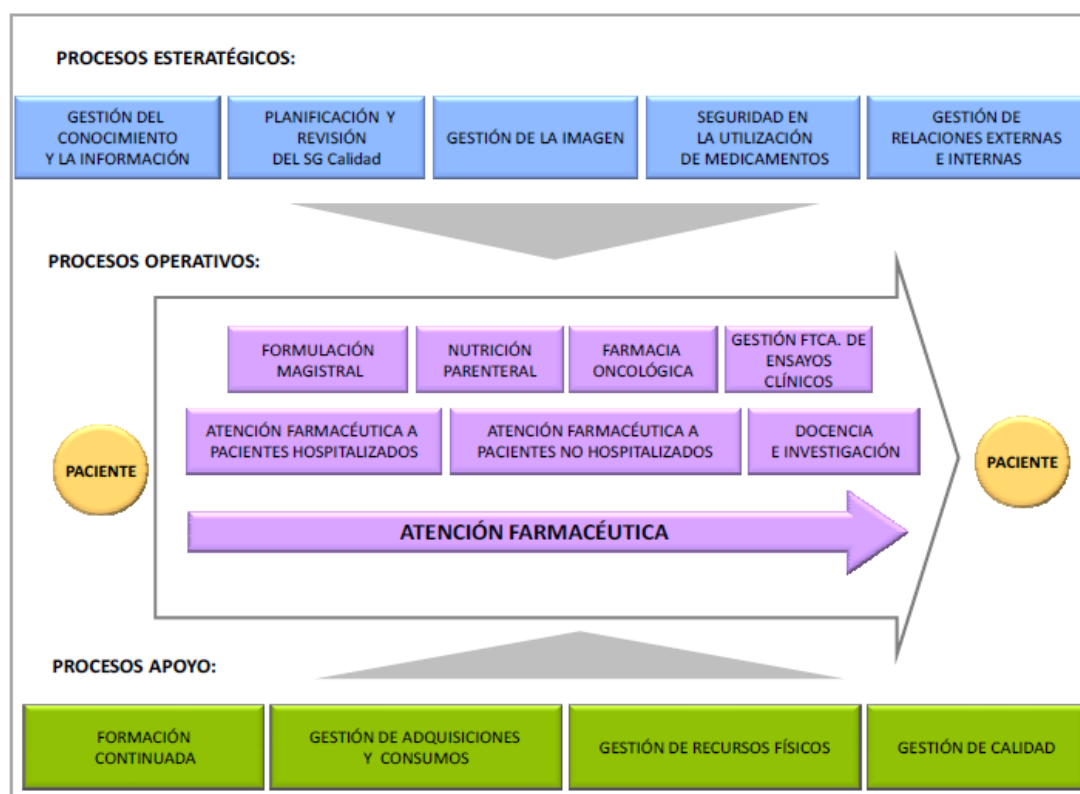 PROCESOS ESTERATÉGICOS:
GESTIÓN DEL
CONOCIMIENTO
Y LA INFORMACIÓN
PLANIFICACIÓN Y
REVISIÓN
DEL SG Calidad
GESTIÓN DE LA IMAGEN
SEGURIDAD EN
LA UTILIZACIÓN
DE MEDICAMENTOS
GESTIÓN DE
RELACIONES EXTERNAS
E INTERNAS
PROCESOS OPERATIVOS:
FORMULACIÓN
MAGISTRAL
NUTRICIÓN
PARENTERAL
FARMACIA
ONCOLÓGICA
GESTIÓN FTCA. DE
ENSAYOS
CLÍNICOS
ATENCIÓN FARMACÉUTICA A
PACIENTES HOSPITALIZADOS
ATENCIÓN FARMACÉUTICA A
PACIENTES NO HOSPITALIZADOS
DOCENCIA
E INVESTIGACIÓN
PACIENTE
PACIENTE
ATENCIÓN FARMACÉUTICA
PROCESOS APOYO:
FORMACIÓN
CONTINUADA
GESTIÓN DE ADQUISICIONES
Y CONSUMOS
GESTIÓN DE RECURSOS FÍSICOS
GESTIÓN DE CALIDAD